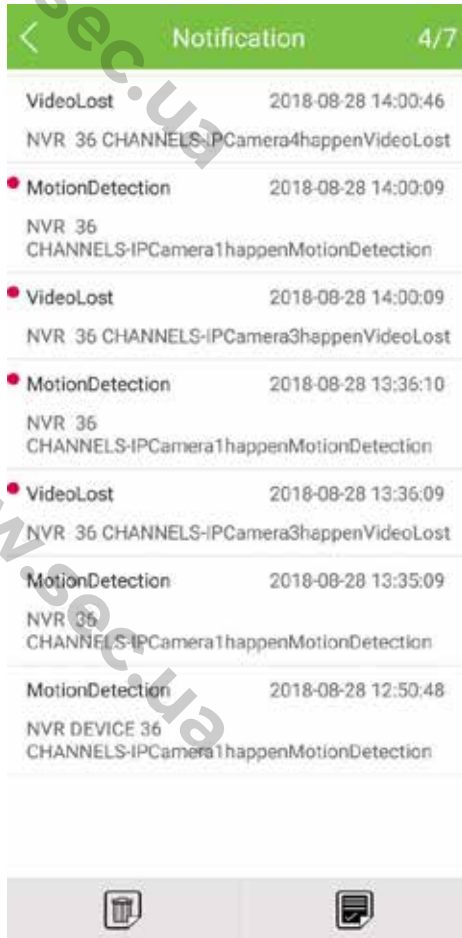 Notification 4/7
VideoLost 2018-08-28 14:00:46
NVR 36 CHANNELS-IPCamera4happenVideoLost
MotionDetection 2018-08-28 14:00:09
NVR 36
CHANNELS-IPCamera1happenMotionDetection
VideoLost 2018-08-28 14:00:09
NVR 36 CHANNELS-IPCamera3happenVideoLost
MotionDetection 2018-08-28 13:36:10
NVR 36
CHANNELS-IPCamera1happenMotionDetection
VideoLost 2018-08-28 13:36:09
NVR 36 CHANNELS-IPCamera3happenVideoLost
MotionDetection 2018-08-28 13:35:09
NVR 36
CHANNELS-IPCamera1happenMotionDetection
MotionDetection 2018-08-28 12:50:48
NVR DEVICE 36
CHANNELS-IPCamera1happenMotionDetection
sec.ua
w.sec.ua